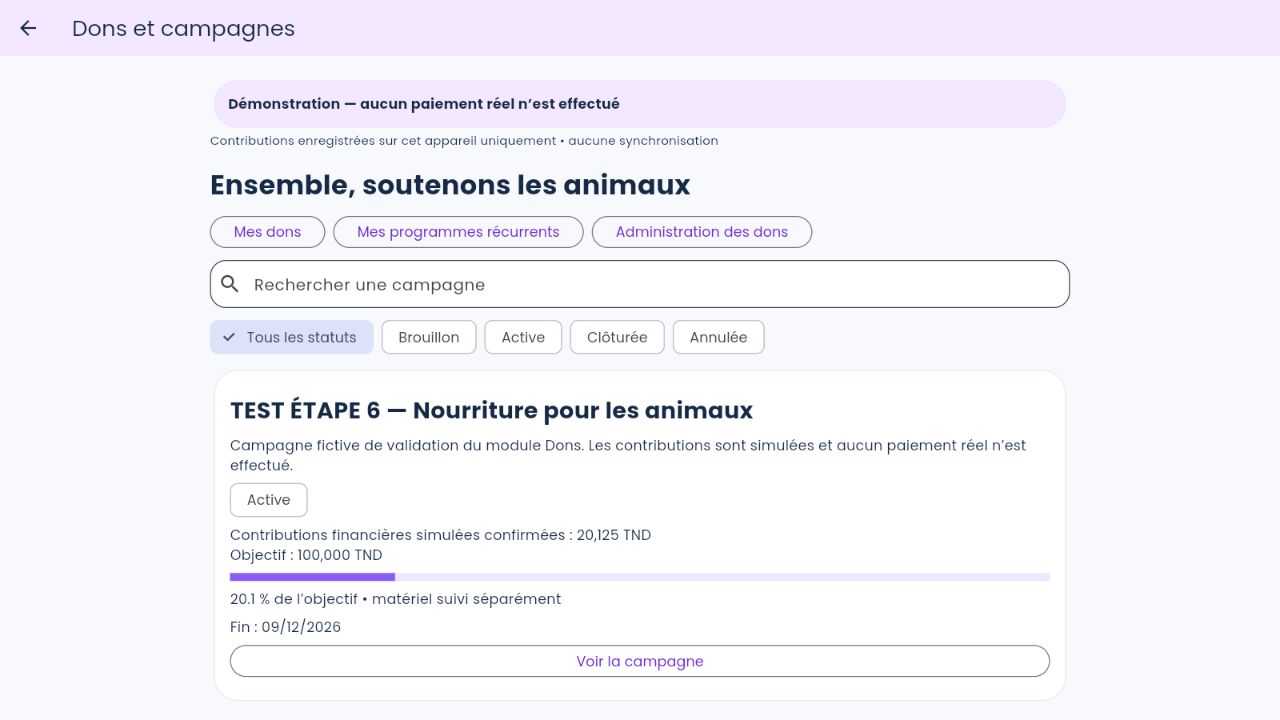 Dons et campagnes
Démonstration — aucun paiement réel n’est effectué
Contributions enregistrées sur cet appareil uniquement • aucune synchronisation
Ensemble, soutenons les animaux
Mes dons
Mes programmes récurrents
Administration des dons
Rechercher une campagne
Tous les statuts
Brouillon
Active
Clôturée
Annulée
TEST ÉTAPE 6 — Nourriture pour les animaux
Campagne fictive de validation du module Dons. Les contributions sont simulées et aucun paiement réel n’est
effectué.
Active
Contributions financières simulées confirmées : 20,125 TND
Objectif : 100,000 TND
20.1 % de l’objectif • matériel suivi séparément
Fin : 09/12/2026
Voir la campagne